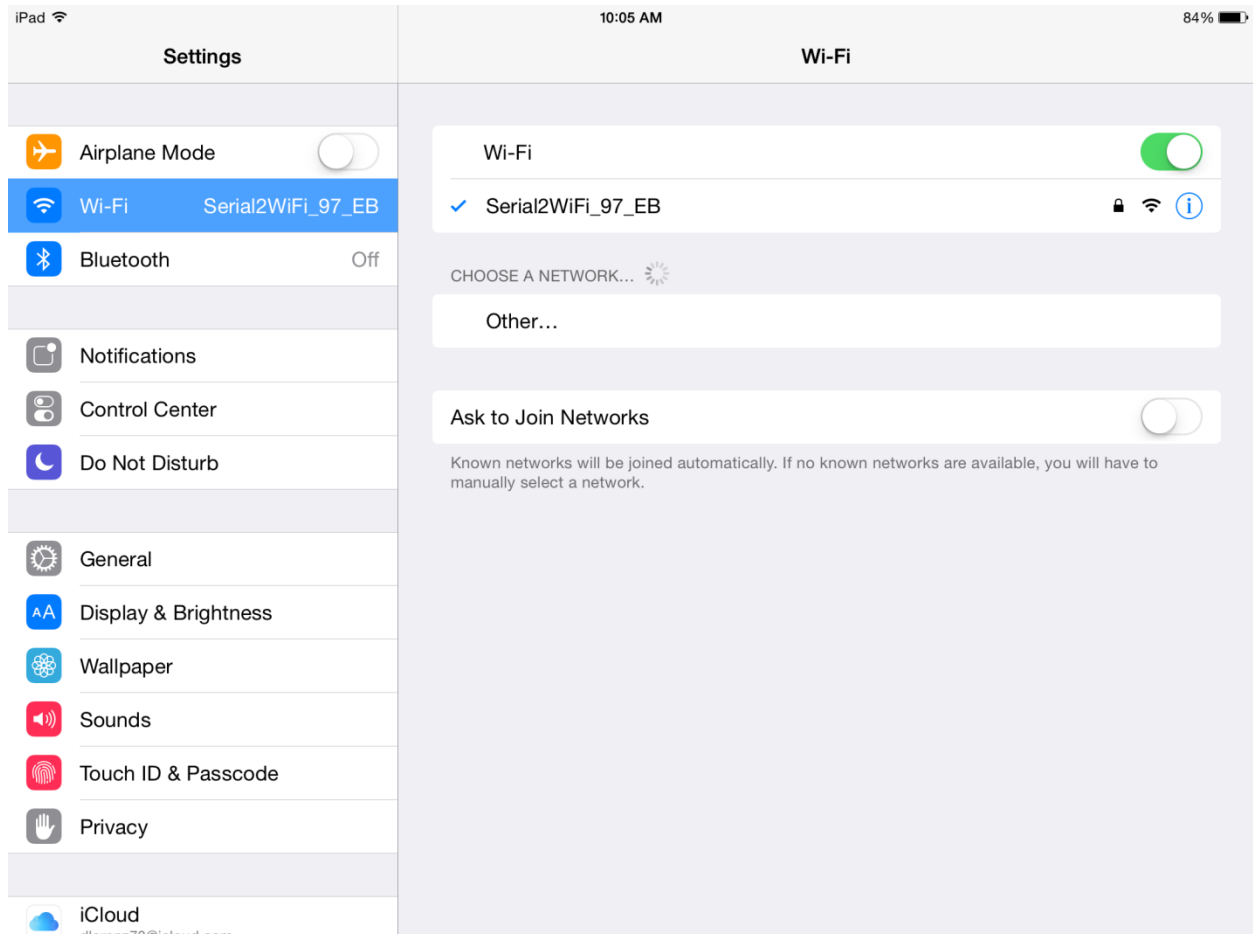 iPad
10:05 AM
84%
Settings
Airplane Mode
Wi-Fi Serial2WiFi_97_EB
Bluetooth Off
Notifications
Control Center
Do Not Disturb
General
AA Display & Brightness
Wallpaper
Sounds
Touch ID & Passcode
Privacy
iCloud
Wi-Fi
Wi-Fi
Serial2WiFi_97_EB
CHOOSE A NETWORK...
Other...
Ask to Join Networks
Known networks will be joined automatically. If no known networks are available, you will have to
manually select a network.